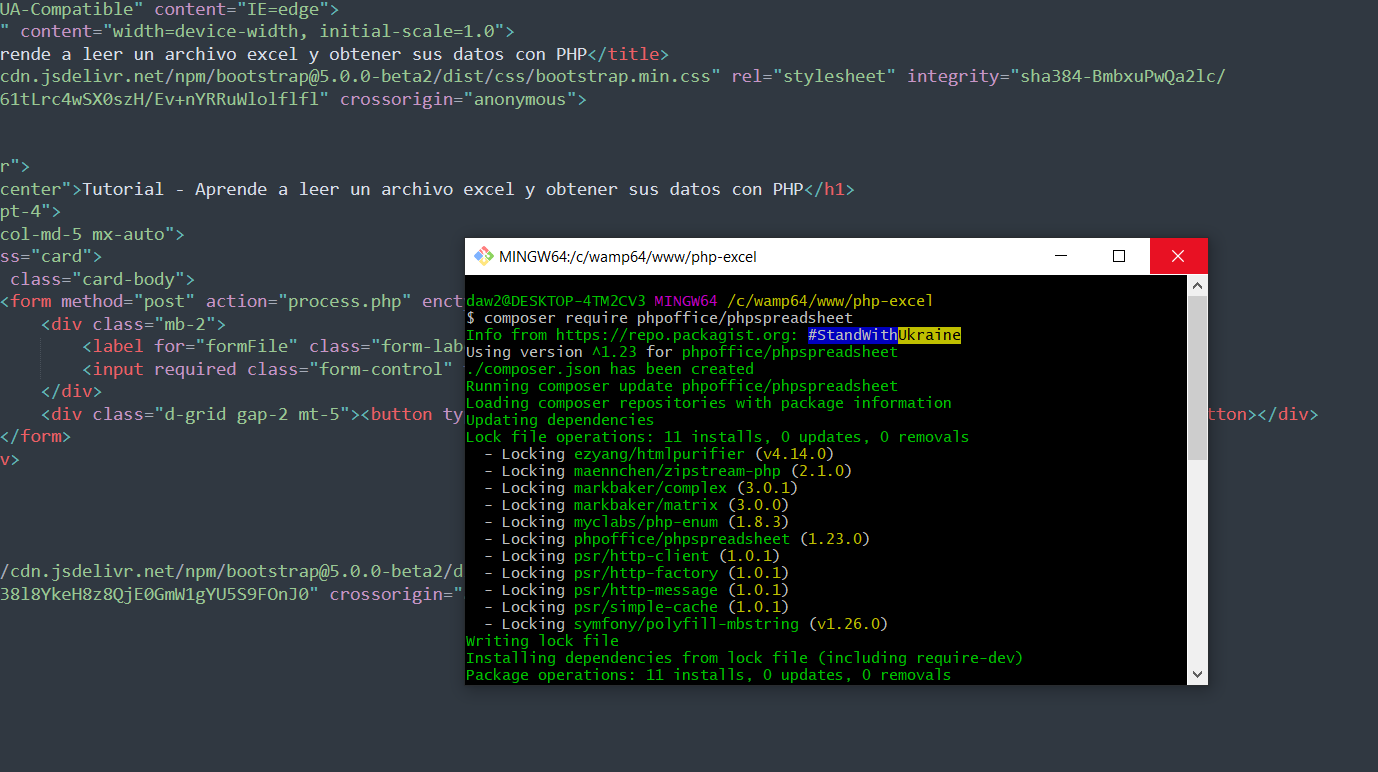 UA-Compatible" content="IE=edge">
" content="width=device-width, initial-scale=1.0">
rende a leer un archivo excel y obtener sus datos con PHP</title>
cdn.jsdelivr.net/npm/bootstrap@5.0.0-beta2/dist/css/bootstrap.min.css" rel="stylesheet" integrity="sha384-BmbxuPwQa2lc/
61tLrc4wSX0szH/Ev+nYRRuWlolflfl" crossorigin="anonymous">
r">
center">Tutorial - Aprende a leer un archivo excel y obtener sus datos con PHP</h1>
pt-4">
col-md-5 mx-auto">
ss="card">
class="card-body">
<form method="post" action="process.php" enct
<div class="mb-2">
<label for="formFile" class="form-lab
<input required class="form-control"
</div>
<div class="d-grid gap-2 mt-5"><button ty
tton></div>
</form>
v>
/cdn.jsdelivr.net/npm/bootstrap@5.0.0-beta2/d
38l8YkeH8z8QjE0GmW1gYU5S9FOnJ0" crossorigin="
MINGW64:/c/wamp64/www/php-excel
daw2@DESKTOP-4TM2CV3 MINGW64 /c/wamp64/www/php-excel
$ composer require phpoffice/phpspreadsheet
Info from https://repo.packagist.org: #StandWithUkraine
Using version ^1.23 for phpoffice/phpspreadsheet
./composer.json has been created
Running composer update phpoffice/phpspreadsheet
Loading composer repositories with package information
Updating dependencies
Lock file operations: 11 installs, 0 updates, 0 removals
- Locking ezyang/htmlpurifier (v4.14.0)
- Locking maennchen/zipstream-php (2.1.0)
- Locking markbaker/complex (3.0.1)
- Locking markbaker/matrix (3.0.0)
- Locking myclabs/php-enum (1.8.3)
- Locking phpoffice/phpspreadsheet (1.23.0)
- Locking psr/http-client (1.0.1)
- Locking psr/http-factory (1.0.1)
- Locking psr/http-message (1.0.1)
- Locking psr/simple-cache (1.0.1)
- Locking symfony/polyfill-mbstring (v1.26.0)
Writing lock file
Installing dependencies from lock file (including require-dev)
Package operations: 11 installs, 0 updates, 0 removals